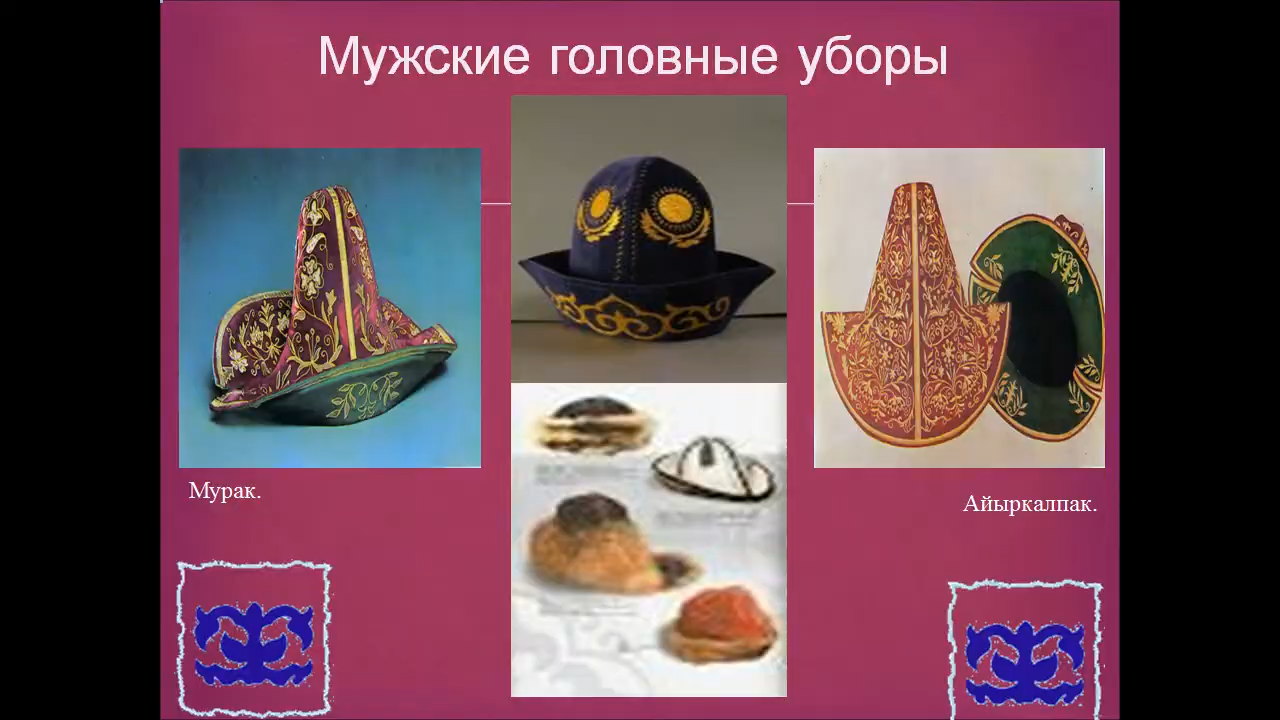 Мужские головные уборы
Мурак.
Айыркалпак.